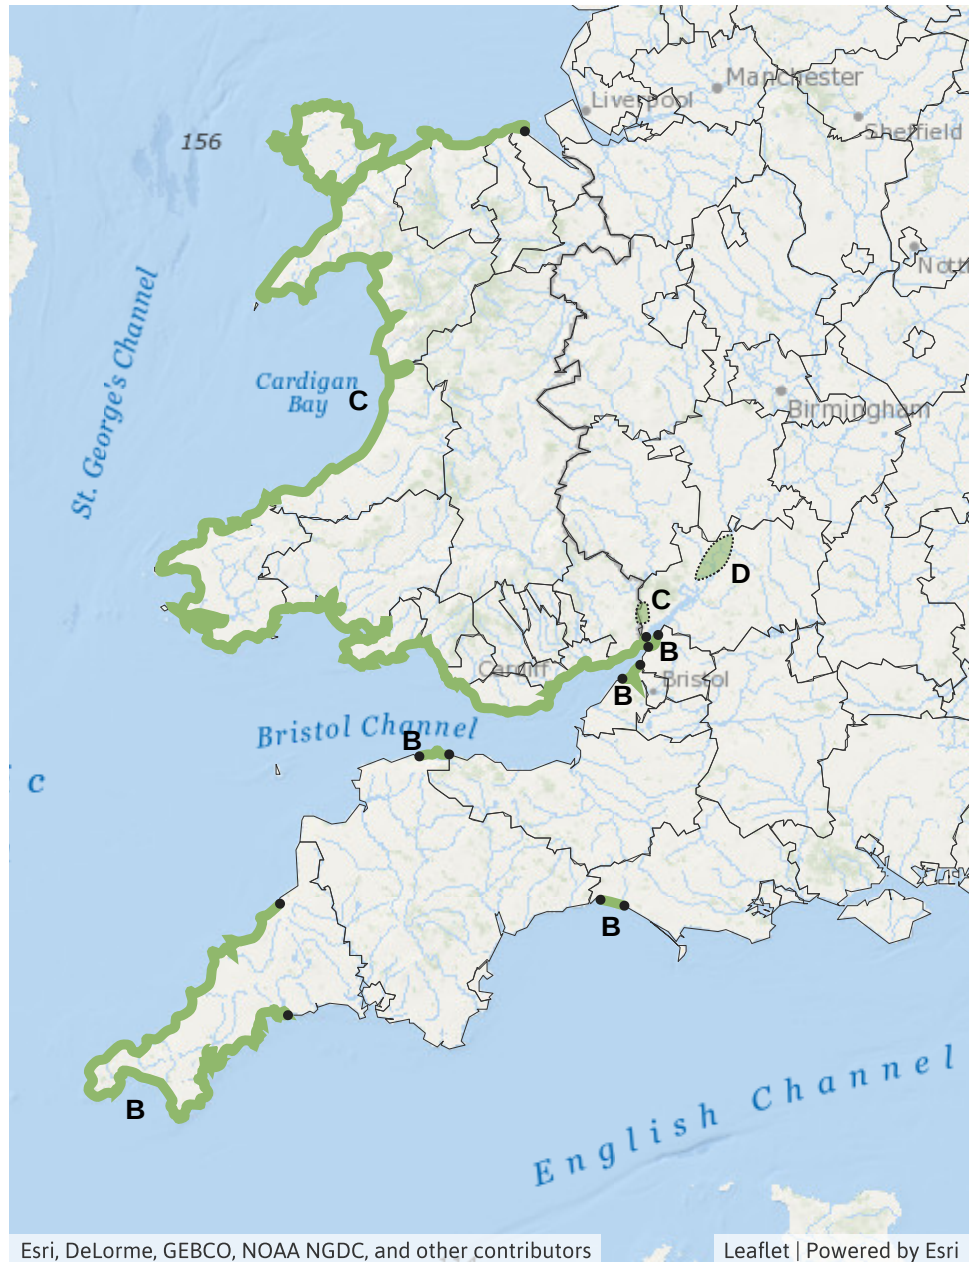 Manchester
Liverpool
Sheffield
156
Nott
St. George's Channel
Cardigan
Bay
C
Birmingham
D
C
B
Cardiff
Bristol
B
Bristol Channel
B
c
B
B
English Channel
Esri, DeLorme, GEBCO, NOAA NGDC, and other contributors
Leaflet | Powered by Esri